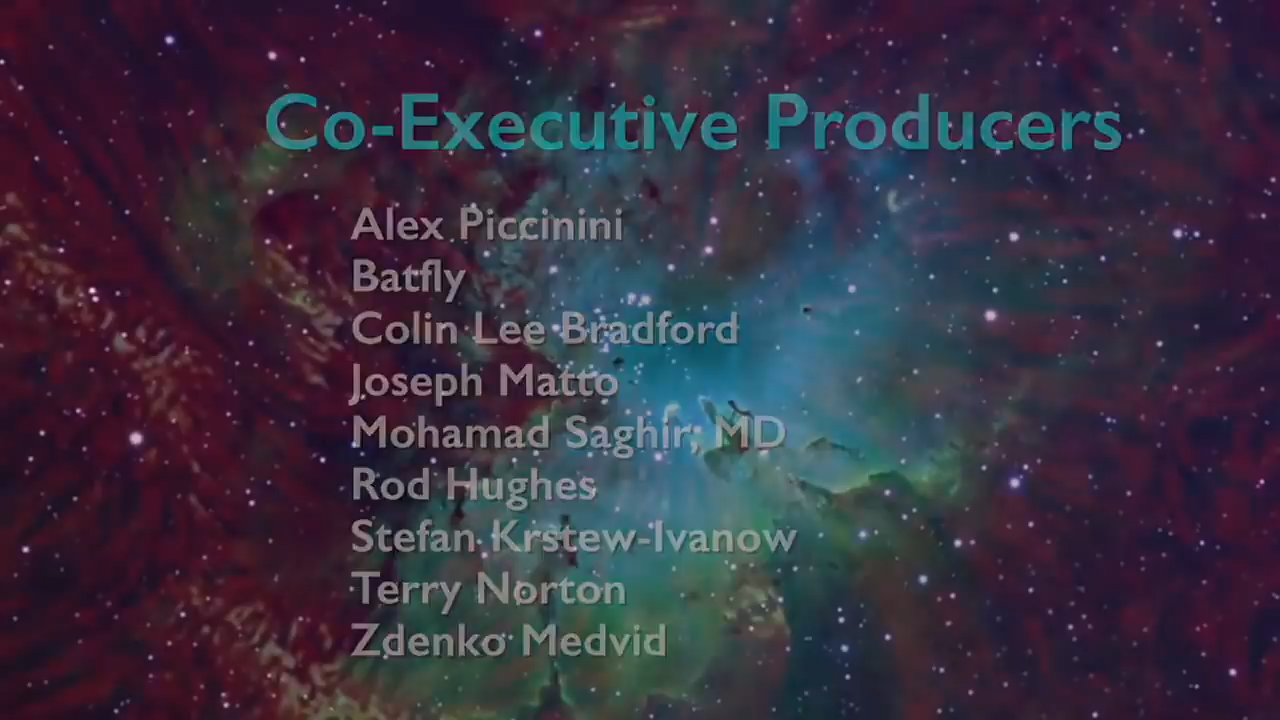 Co-Executive Producers
Alex Piccinini
Batfly
Colin Lee Bradford
Joseph Matto
Mohamad Saghir, MD
Rod Hughes
Stefan Krstew-Ivanow
Terry Norton
Zdenko Medvid